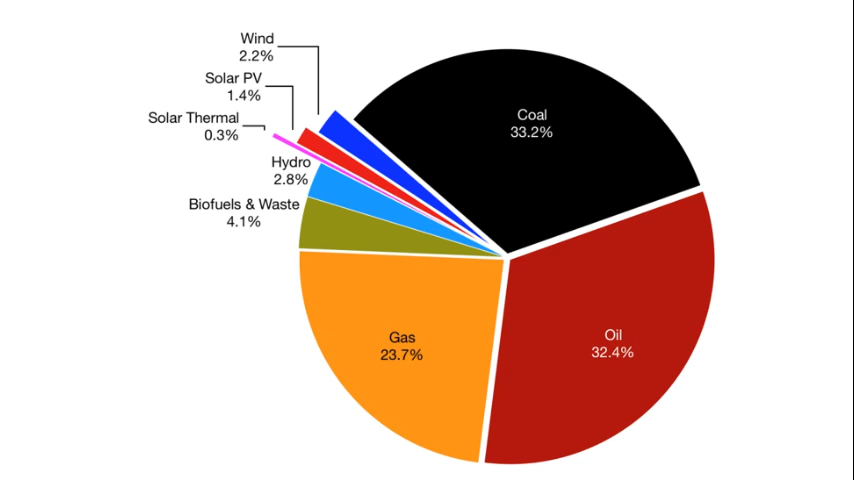 Wind
2.2%
Solar PV
1.4%
Solar Thermal
0.3%
Hydro
2.8%
Biofuels & Waste
4.1%
Coal
33.2%
Oil
32.4%
Gas
23.7%